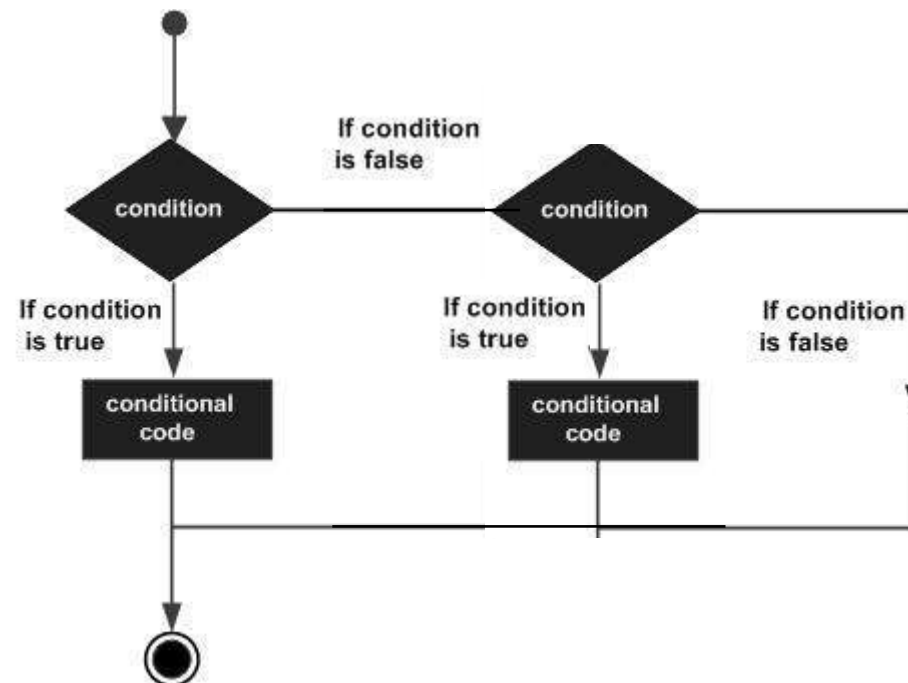 If condition
is false
condition
condition
If condition
is true
If condition
is true
If condition
is false
conditional
code
conditional
code